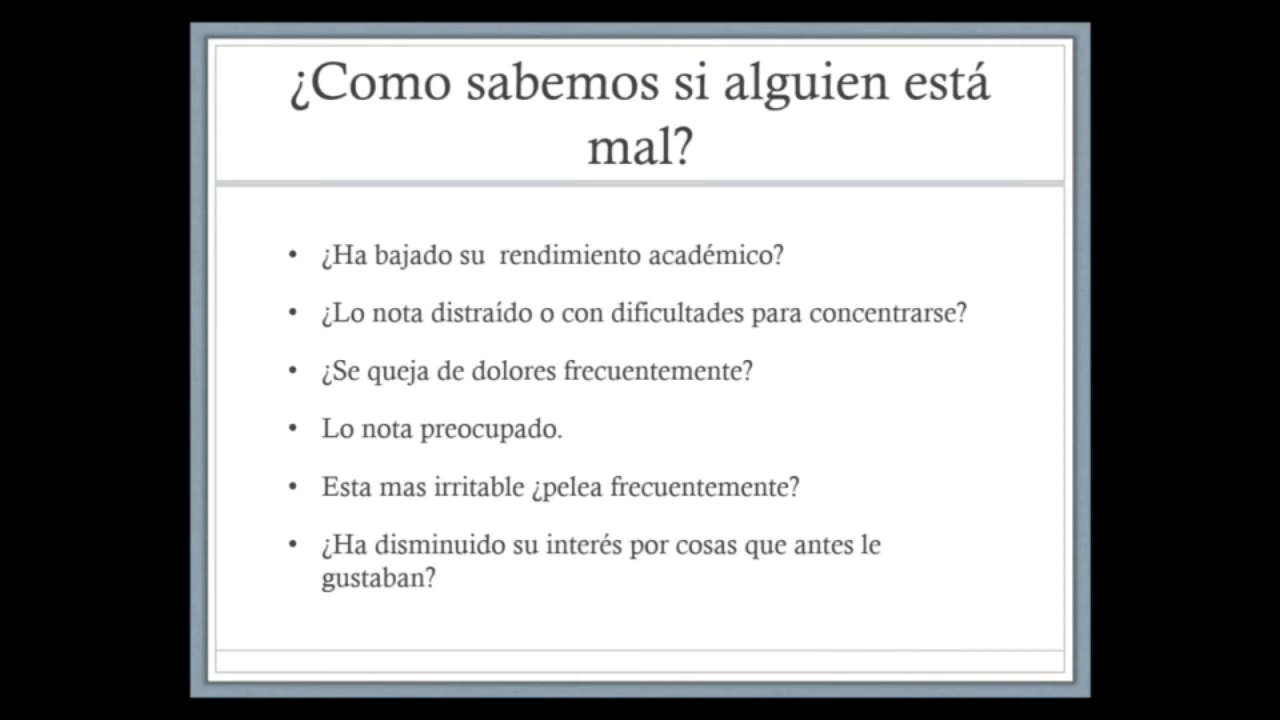 ¿Como sabemos si alguien está
mal?
• ¿Ha bajado su  rendimiento académico?
• ¿Lo nota distraído o con dificultades para concentrarse?
• ¿Se queja de dolores frecuentemente?
• Lo nota preocupado.
• Esta mas irritable ¿pelea frecuentemente?
• ¿Ha disminuido su interés por cosas que antes le
gustaban?